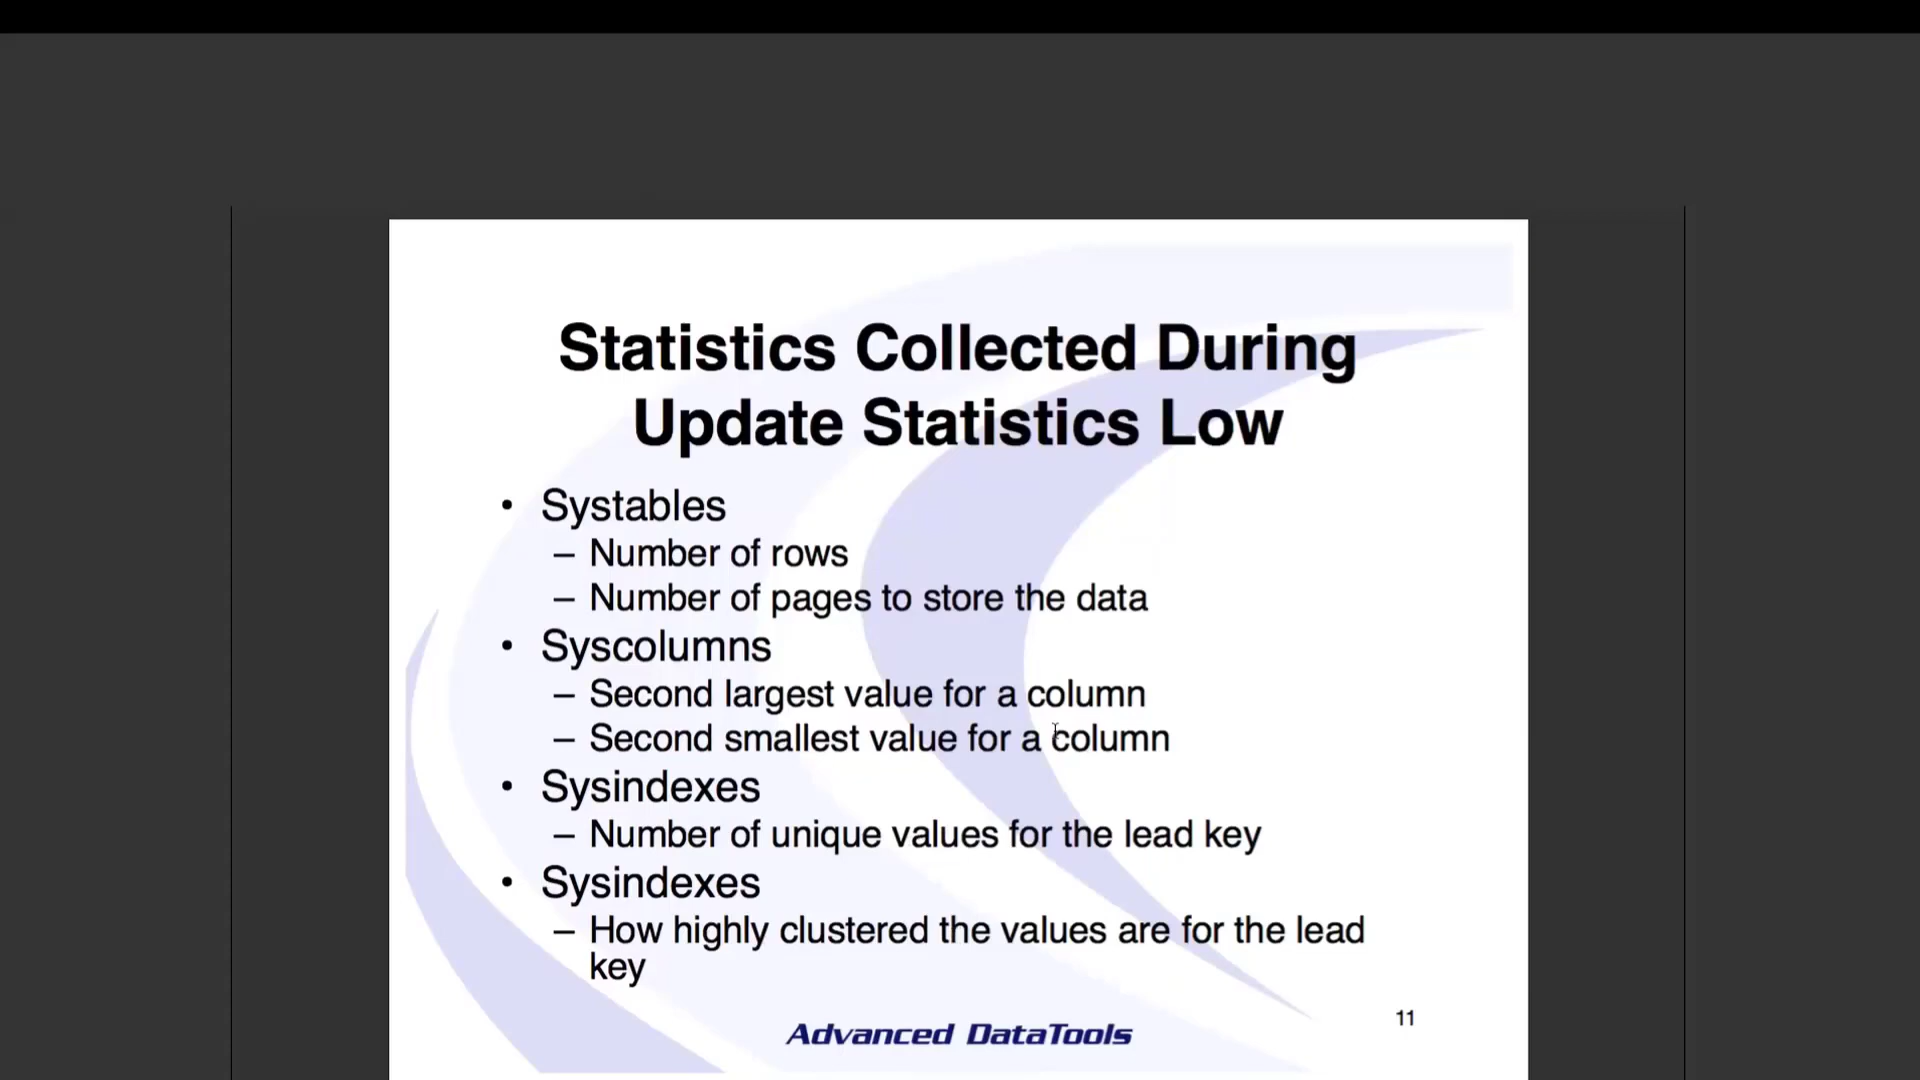 Statistics Collected During
Update Statistics Low
• Systables
– Number of rows
– Number of pages to store the data
• Syscolumns
– Second largest value for a column
– Second smallest value for a column
• Sysindexes
– Number of unique values for the lead key
• Sysindexes
– How highly clustered the values are for the lead
key
11
Advanced DataTools